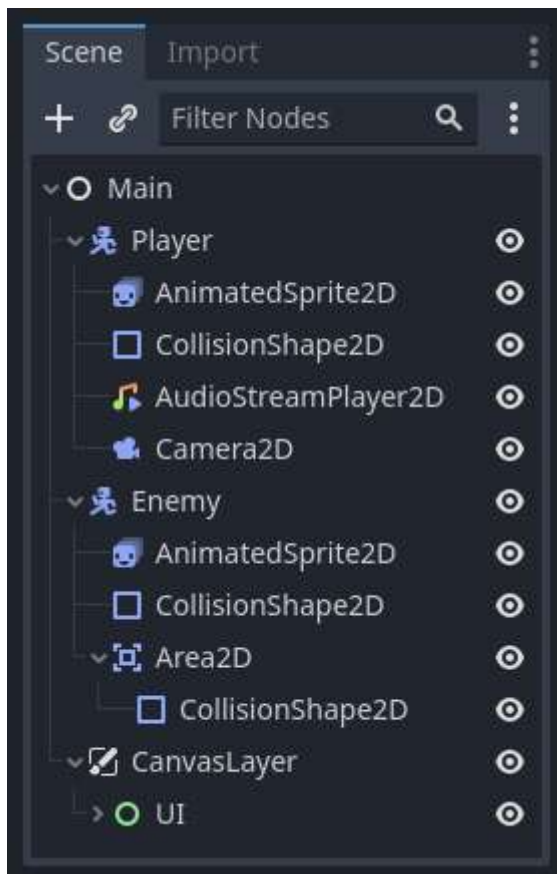 Scene Import
Filter Nodes
Main
Player
AnimatedSprite2D
CollisionShape2D
AudioStreamPlayer2D
Camera2D
Enemy
AnimatedSprite2D
CollisionShape2D
Area2D
CollisionShape2D
CanvasLayer
UI